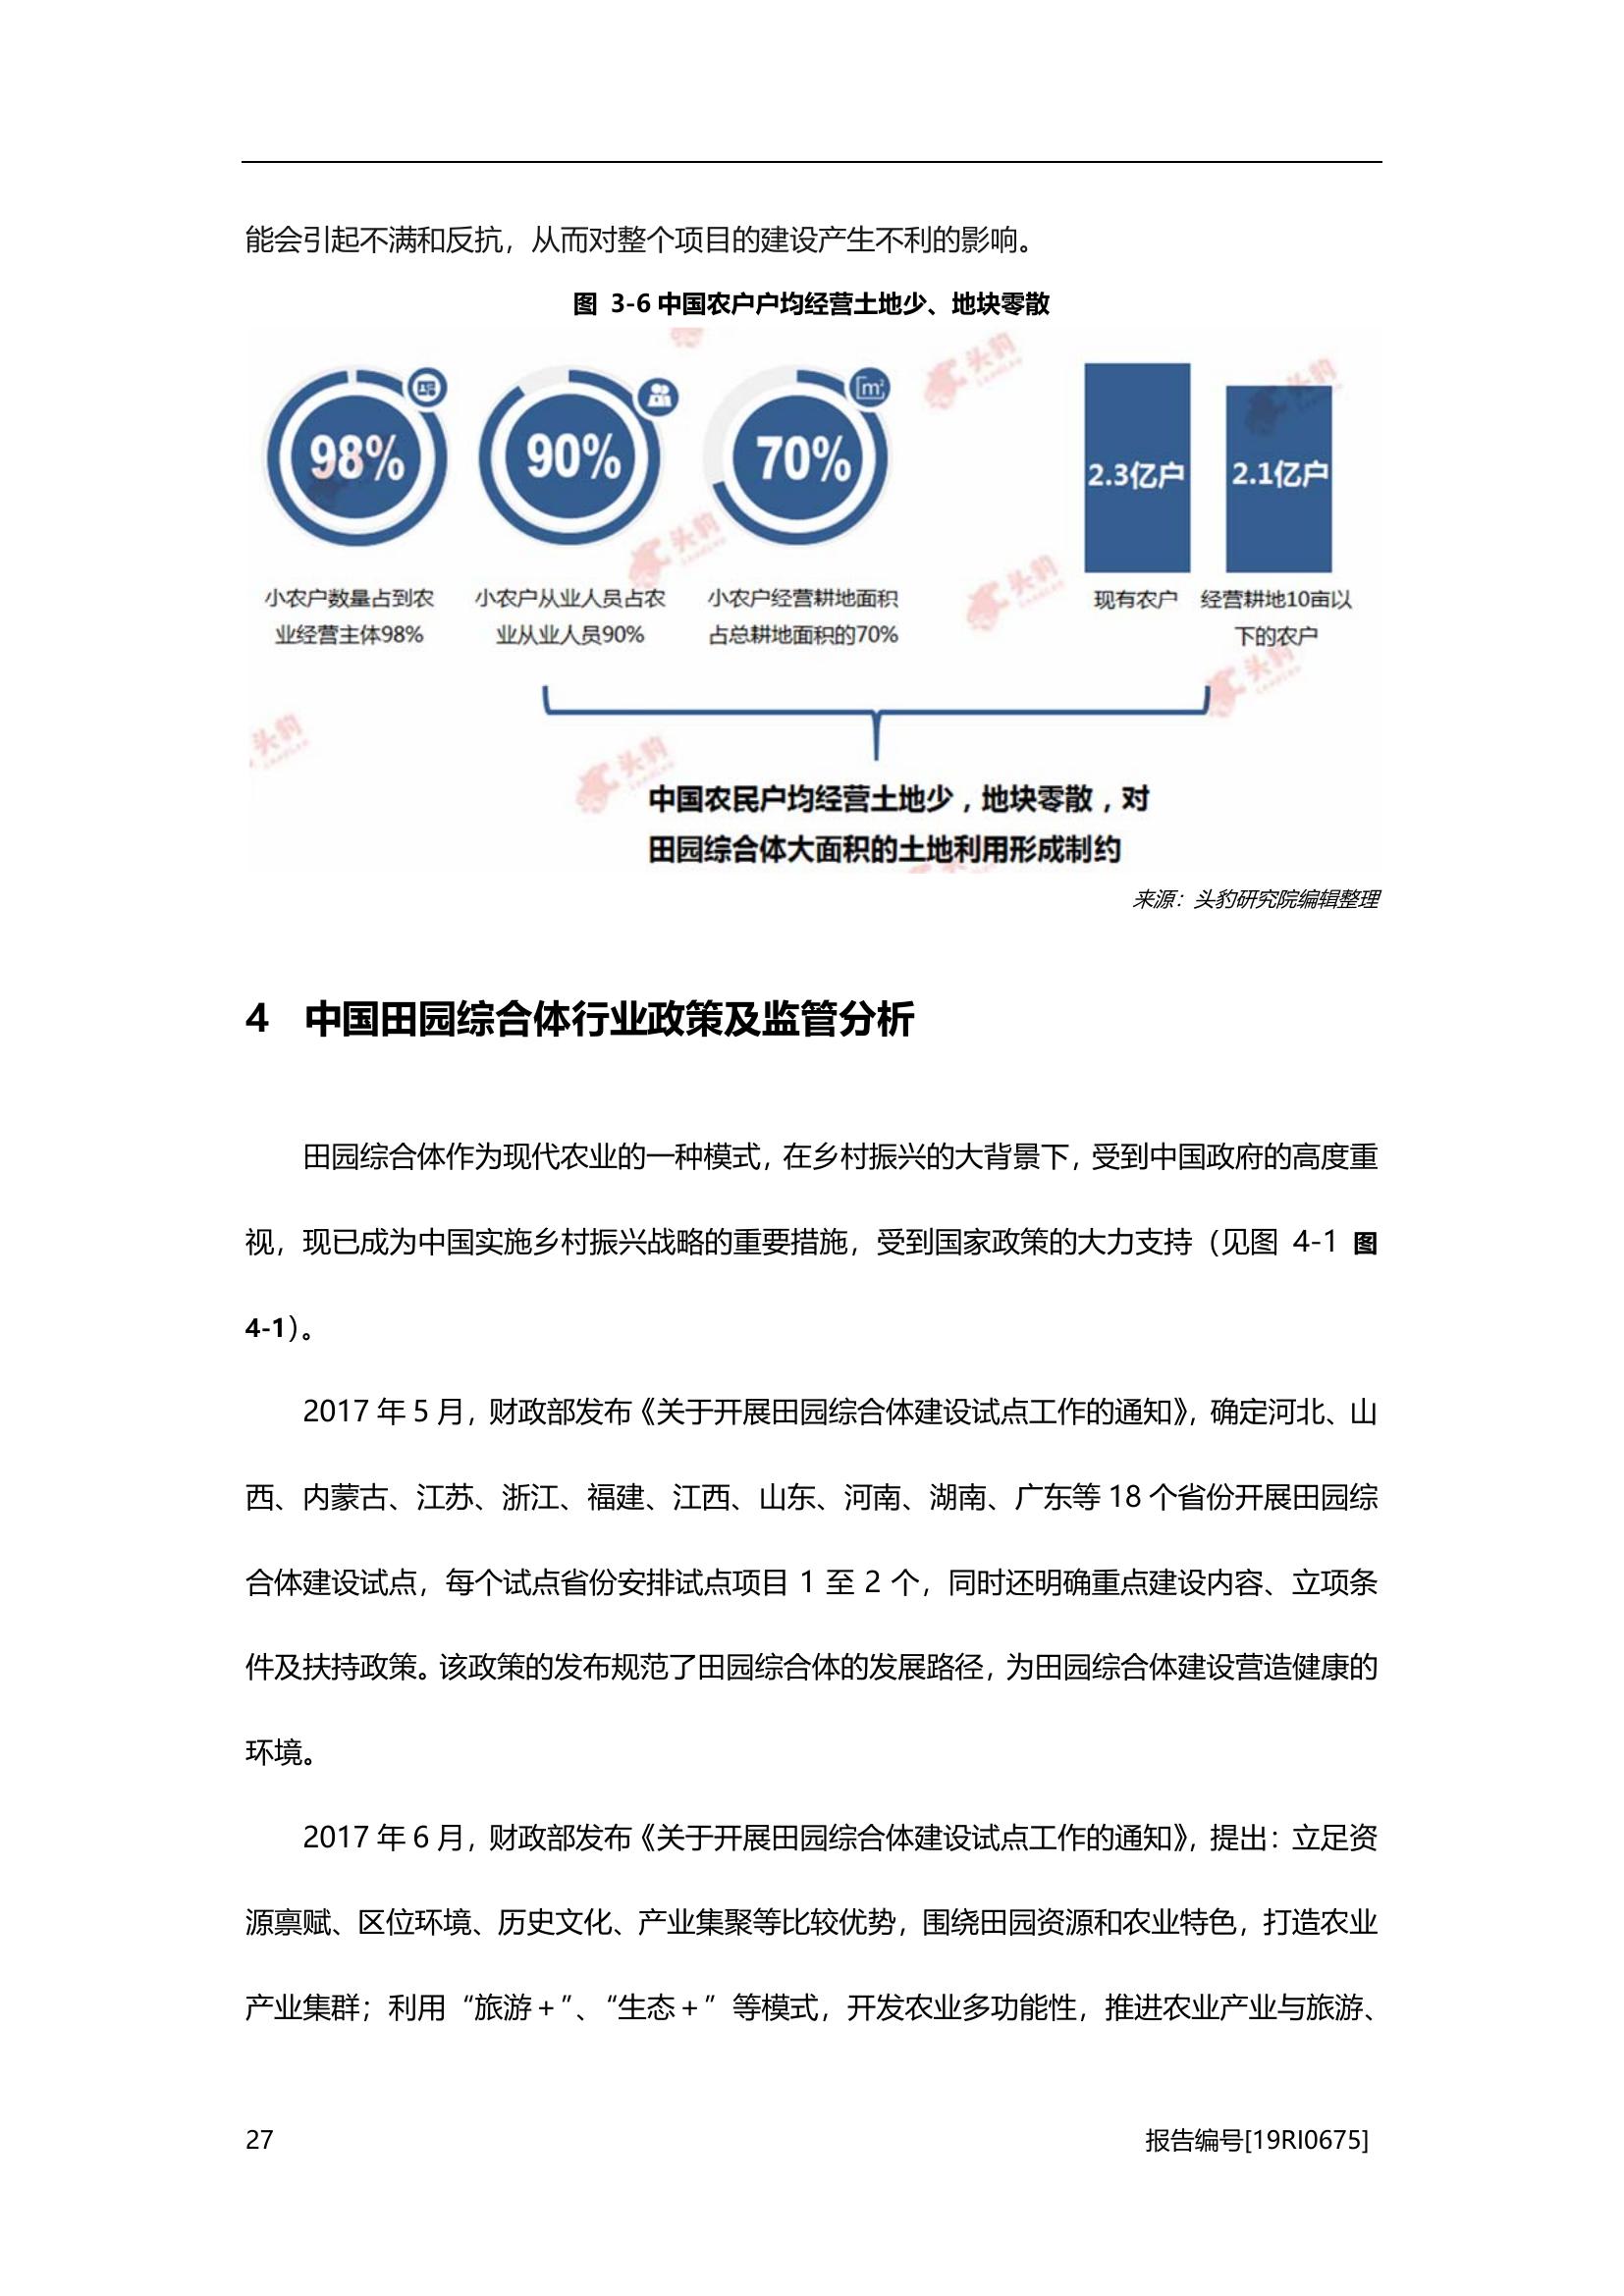 能会引起不满和反抗，从而对整个项目的建设产生不利的影响。
图 3-6 中国农户户均经营土地少、地块零散
98%
90%
70%
m²
2.3亿户
2.1亿户
小农户数量占到农
业经营主体98%
小农户从业人员占农
业从业人员90%
小农户经营耕地面积
占总耕地面积的70%
现有农户
经营耕地10亩以
下的农户
中国农民户均经营土地少，地块零散，对
田园综合体大面积的土地利用形成制约
来源：头豹研究院编辑整理
4 中国田园综合体行业政策及监管分析
田园综合体作为现代农业的一种模式，在乡村振兴的大背景下，受到中国政府的高度重
视，现已成为中国实施乡村振兴战略的重要措施，受到国家政策的大力支持（见图 4-1 图
4-1）。
2017 年 5 月，财政部发布《关于开展田园综合体建设试点工作的通知》，确定河北、山
西、内蒙古、江苏、浙江、福建、江西、山东、河南、湖南、广东等 18 个省份开展田园综
合体建设试点，每个试点省份安排试点项目 1 至 2 个，同时还明确重点建设内容、立项条
件及扶持政策。该政策的发布规范了田园综合体的发展路径，为田园综合体建设营造健康的
环境。
2017 年 6 月，财政部发布《关于开展田园综合体建设试点工作的通知》，提出：立足资
源禀赋、区位环境、历史文化、产业集聚等比较优势，围绕田园资源和农业特色，打造农业
产业集群；利用“旅游＋”、“生态＋”等模式，开发农业多功能性，推进农业产业与旅游、
27
报告编号[19RI0675]
头豹
头豹
头豹
头豹
头豹
头豹
头豹